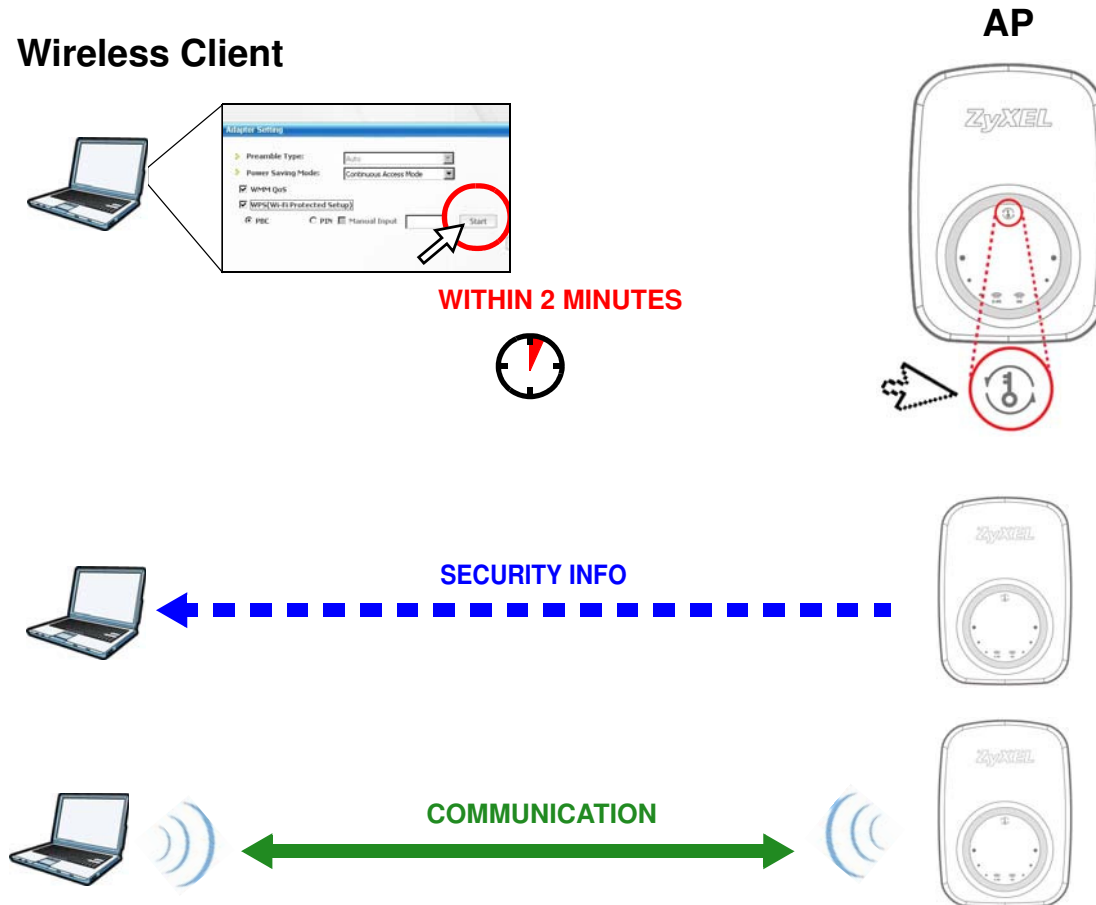 AP
Wireless Client
ZyXEL
Adapter Setting
Preamble Type: Auto
Power Saving Mode: Continuous Access Mode
WMM QoS
WPS(Wi-Fi Protected Setup)
PBC PIN Manual Input Start
WITHIN 2 MINUTES
ZyXEL
SECURITY INFO
ZyXEL
COMMUNICATION